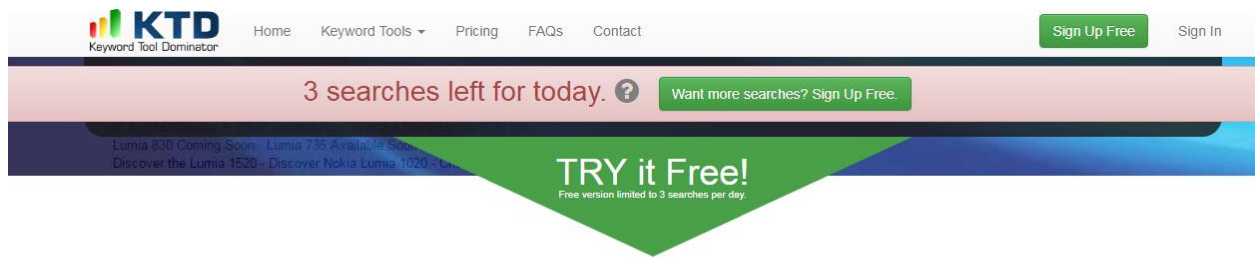 KTD
Keyword Tool Dominator
Home Keyword Tools Pricing FAQs Contact Sign Up Free Sign In
3 searches left for today. ? Want more searches? Sign Up Free.
Lumia 830 Coming Soon Lumia 735 Available Soon
Discover the Lumia 1520 - Discover Nokia Lumia 1020 -
TRY it Free!
Free version limited to 3 searches per day.